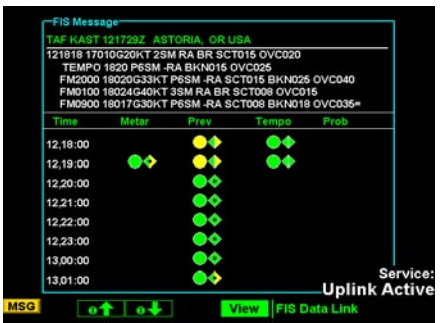 FIS Message
TAF KAST 121729Z ASTORIA, OR USA
121818 17010G20KT 2SM RA BR SCT015 OVC020
TEMPO 1820 P6SM -RA BKN015 OVC025
FM2000 18020G33KT P6SM -RA SCT015 BKN025 OVC040
FM0100 18024G40KT 3SM RA BR SCT008 OVC015
FM0900 18017G30KT P6SM -RA SCT008 BKN018 OVC035=
Time Metar Prev Tempo Prob
12,18:00
12,19:00
12,20:00
12,21:00
12,22:00
12,23:00
13,00:00
13,01:00
Service:
Uplink Active
MSG View FIS Data Link